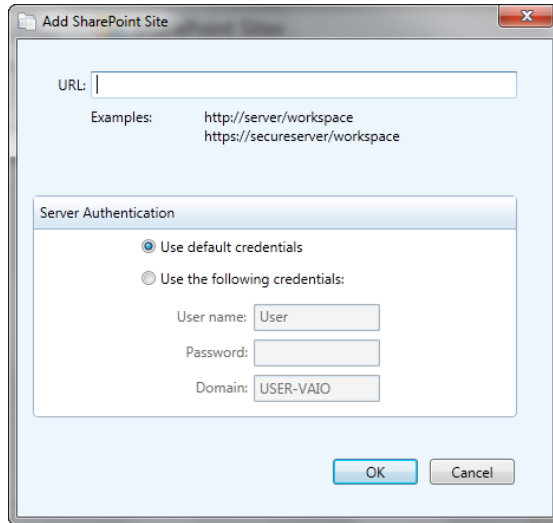 Add SharePoint Site
URL:
Examples: http://server/workspace
https://secureserver/workspace
Server Authentication
Use default credentials
Use the following credentials:
User name: User
Password:
Domain: USER-VAIO
OK Cancel